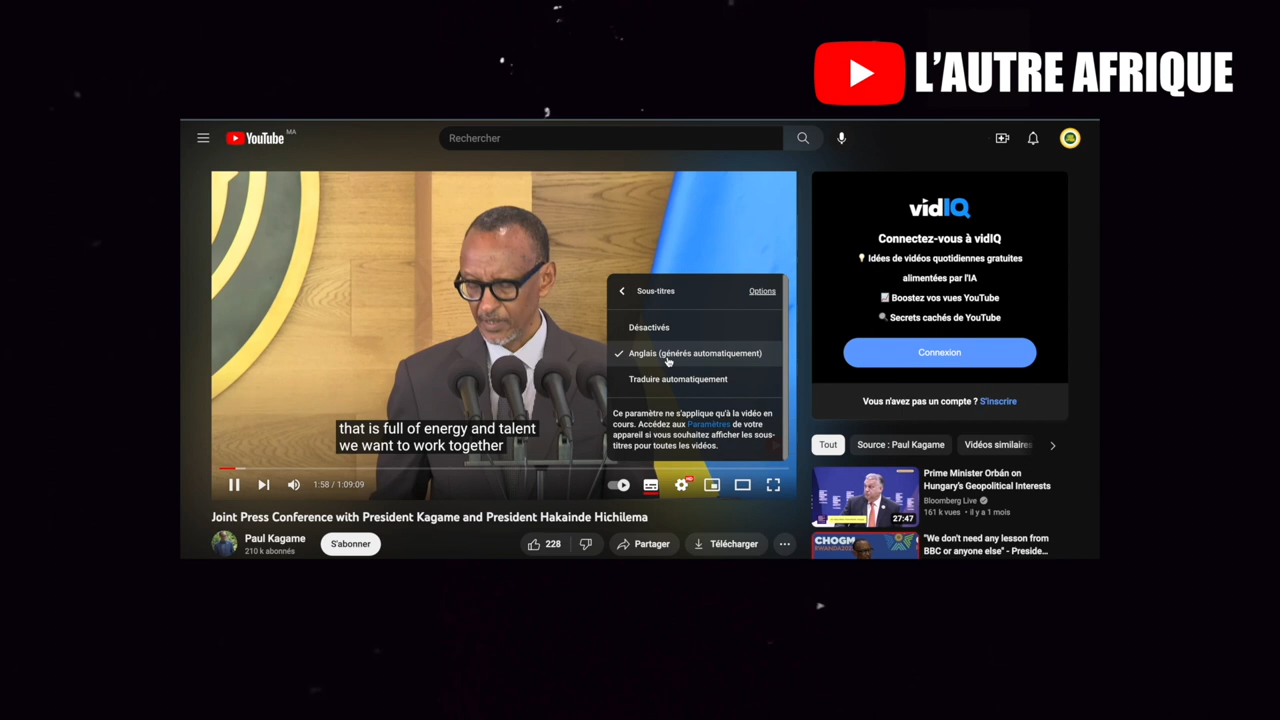 L'AUTRE AFRIQUE
YouTube MA
Rechercher
vidIQ
Connectez-vous à vidIQ
Idées de vidéos quotidiennes gratuites
alimentées par l'IA
Boostez vos vues YouTube
Secrets cachés de YouTube
Connexion
Vous n'avez pas un compte ? S'inscrire
Sous-titres
Options
Désactivés
Anglais (générés automatiquement)
Traduire automatiquement
Ce paramètre ne s'applique qu'à la vidéo en
cours. Accédez aux Paramètres de votre
appareil si vous souhaitez afficher les sous-
titres pour toutes les vidéos.
that is full of energy and talent
we want to work together
1:58 / 1:09:09
HD
Joint Press Conference with President Kagame and President Hakainde Hichilema
Paul Kagame
210 k abonnés
S'abonner
228
Partager
Télécharger
Tout
Source : Paul Kagame
Vidéos similaires
Prime Minister Orbán on
Hungary's Geopolitical Interests
Bloomberg Live
161 k vues • il y a 1 mois
27:47
CHOGM
RWANDA202
"We don't need any lesson from
BBC or anyone else" - Preside...